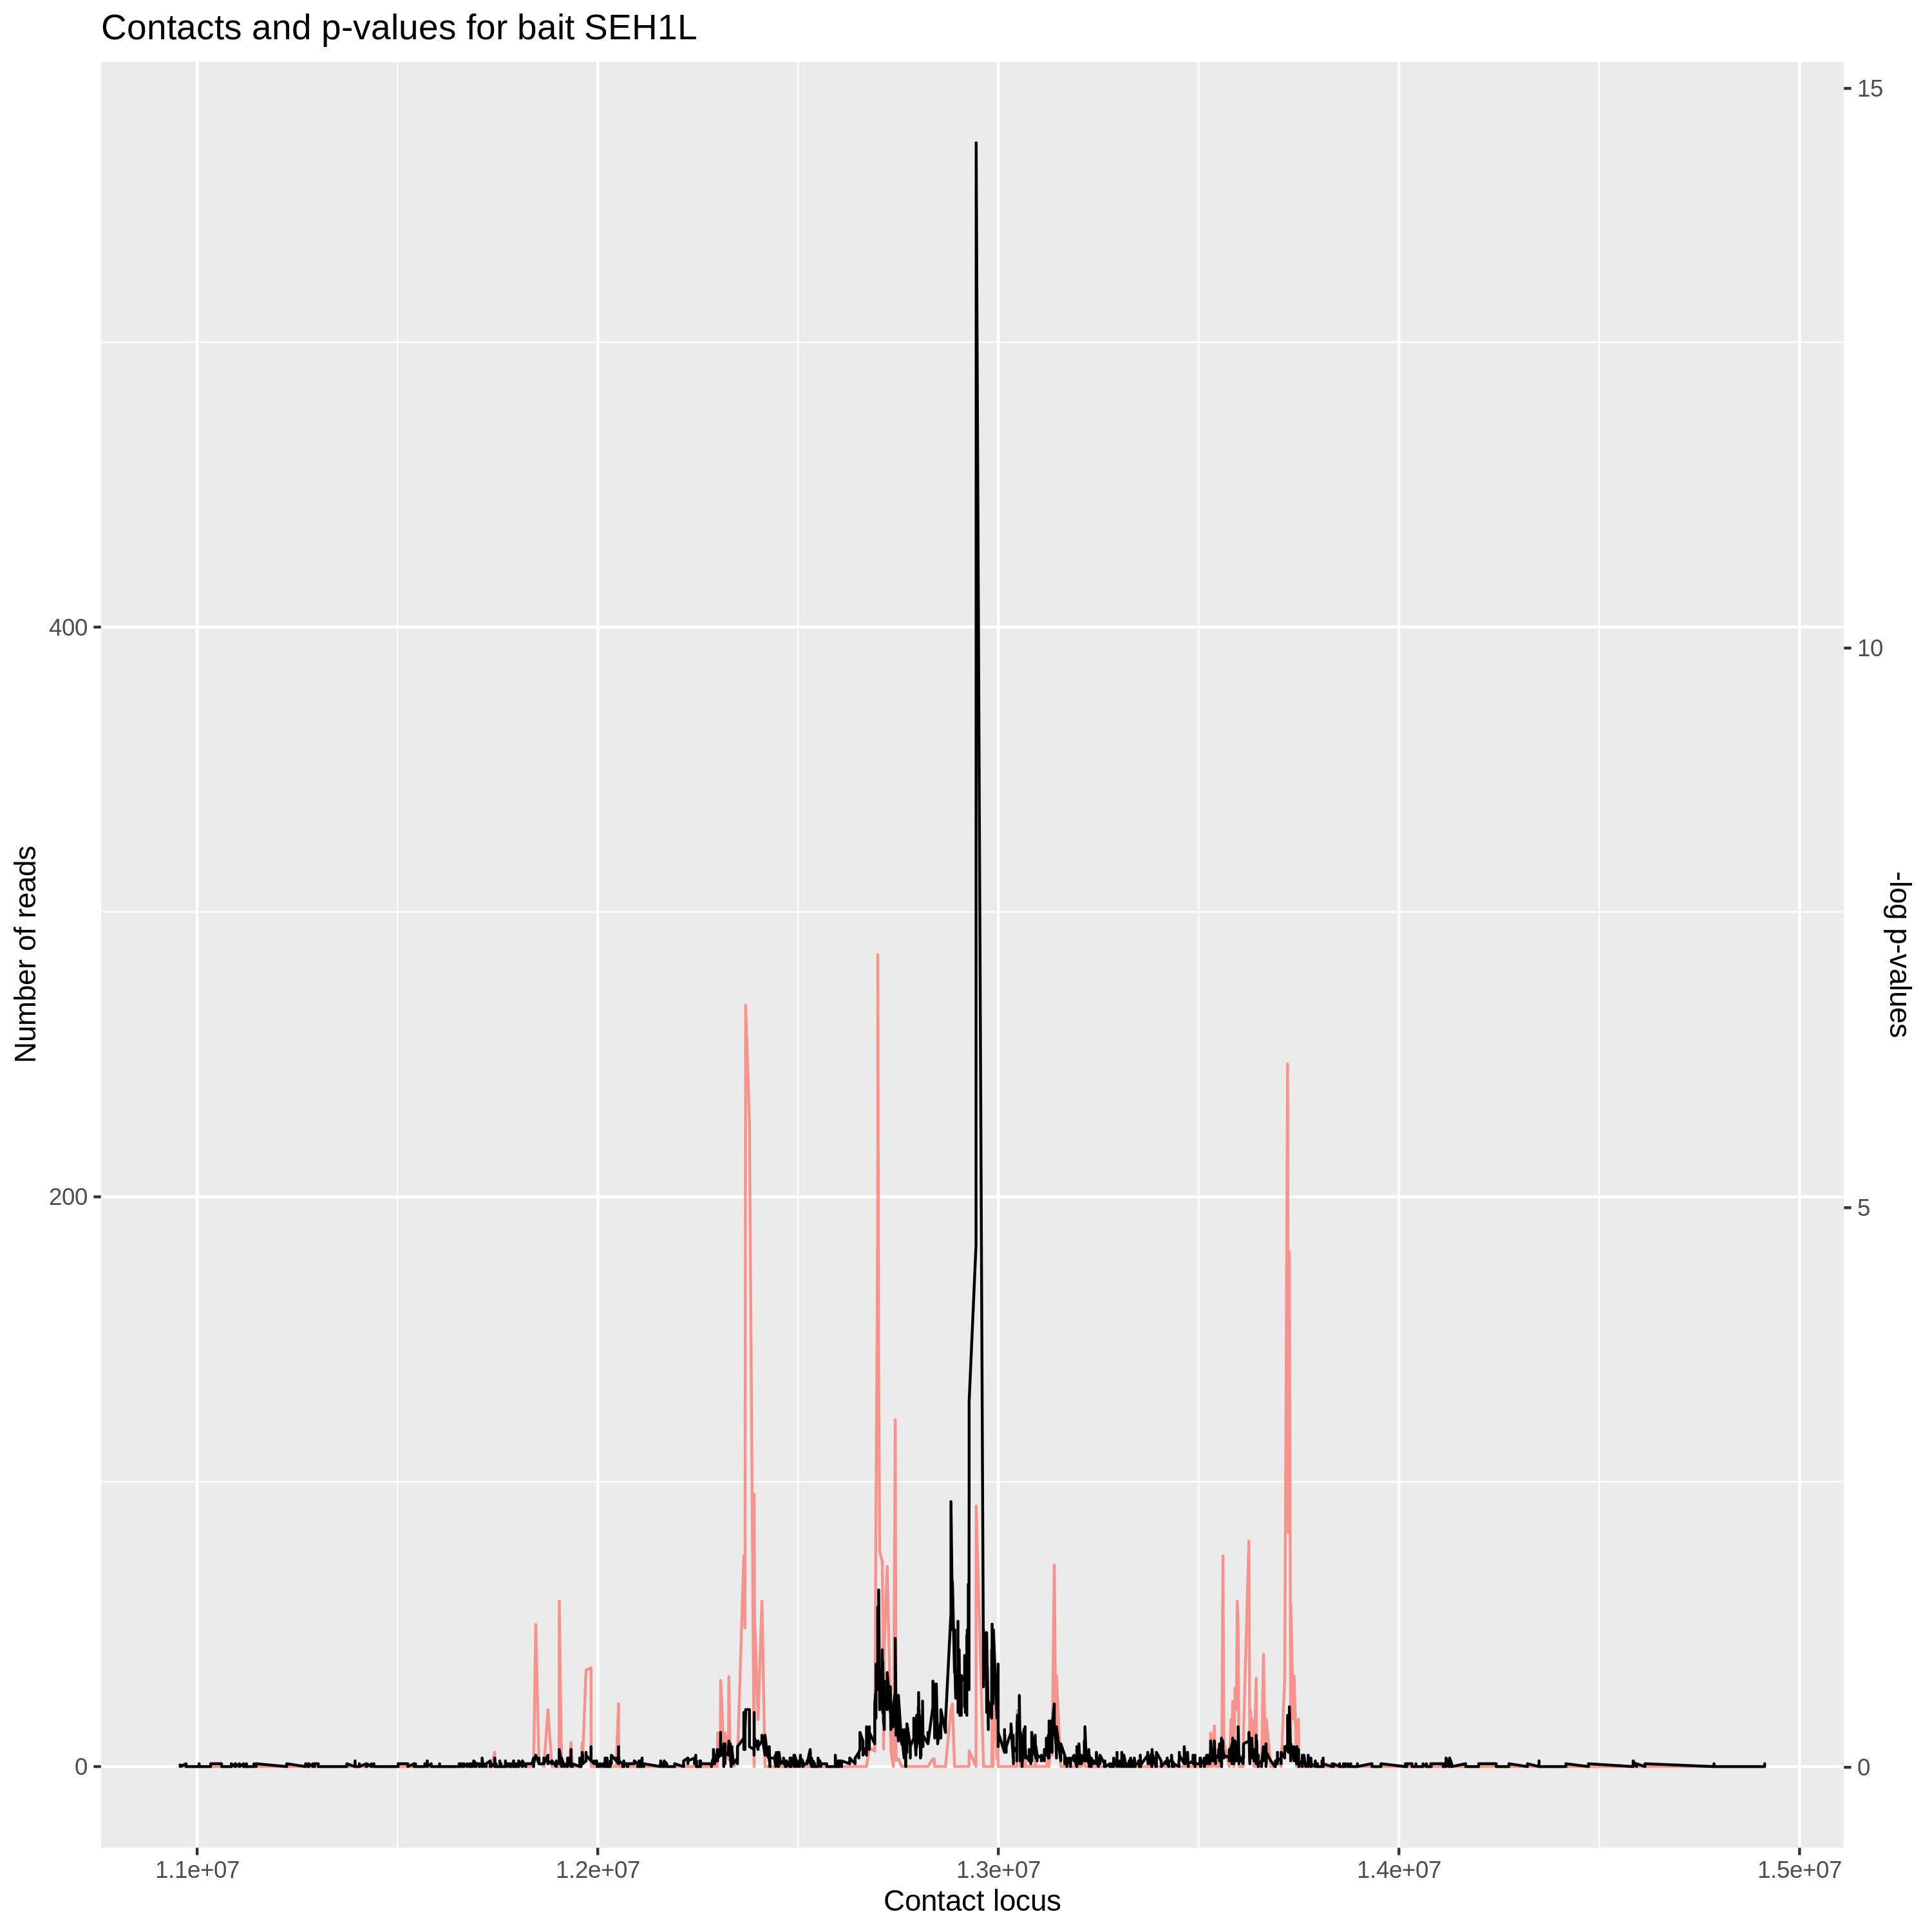 Contacts and p-values for bait SEH1L
15
400
10
Number of reads
-log p-values
200
5
0
0
1.1e+07
1.2e+07
1.3e+07
1.4e+07
1.5e+07
Contact locus